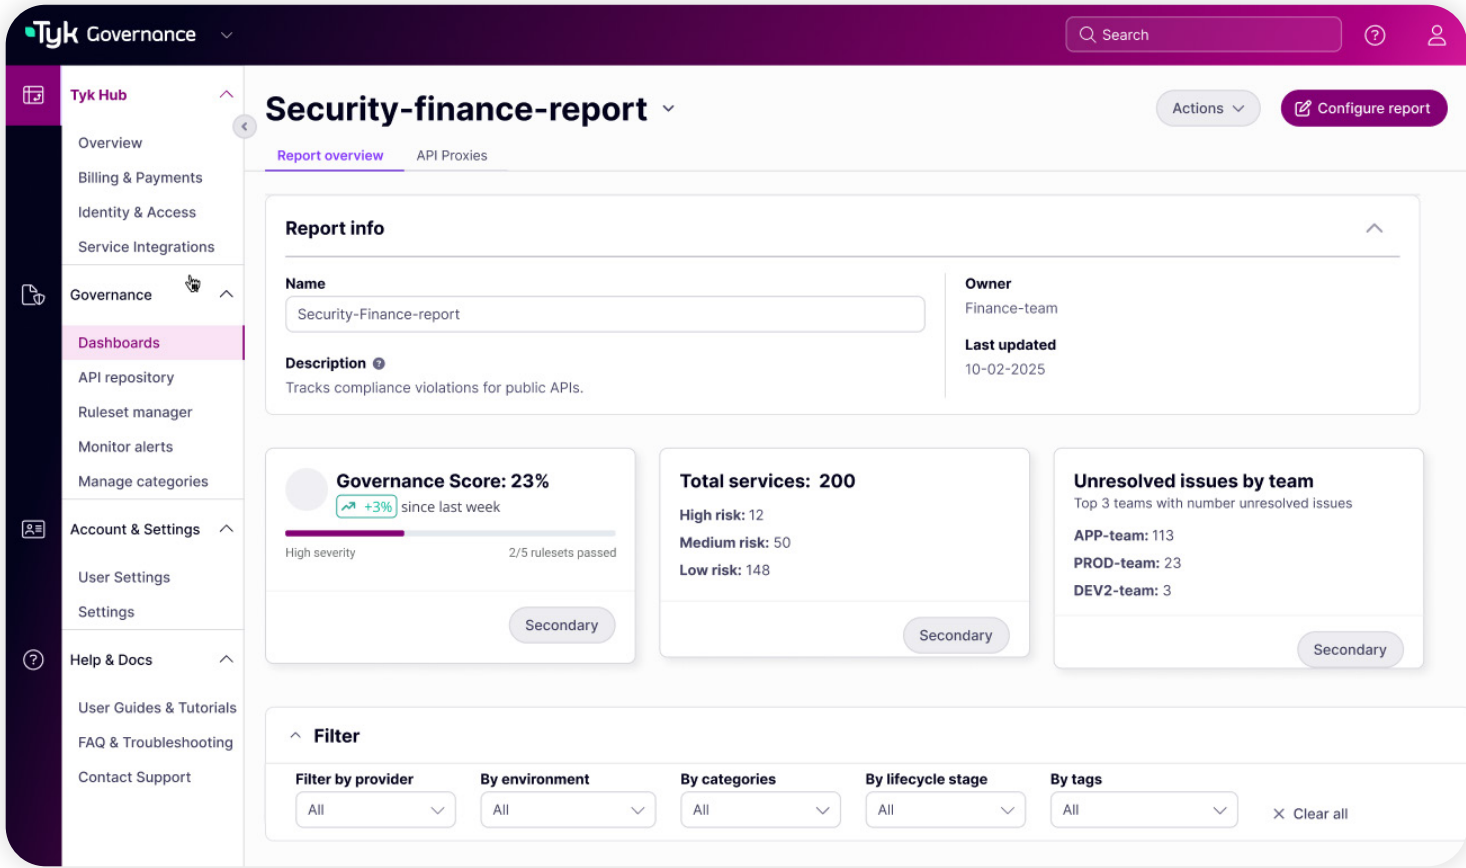 Tyk Governance
Search
Tyk Hub
Overview
Billing & Payments
Identity & Access
Service Integrations
Governance
Dashboards
API repository
Ruleset manager
Monitor alerts
Manage categories
Account & Settings
User Settings
Settings
Help & Docs
User Guides & Tutorials
FAQ & Troubleshooting
Contact Support
Security-finance-report
Actions
Configure report
Report overview
API Proxies
Report info
Name
Security-Finance-report
Description
Tracks compliance violations for public APIs.
Owner
Finance-team
Last updated
10-02-2025
Governance Score: 23%
+3% since last week
High severity
2/5 rulesets passed
Secondary
Total services: 200
High risk: 12
Medium risk: 50
Low risk: 148
Secondary
Unresolved issues by team
Top 3 teams with number unresolved issues
APP-team: 113
PROD-team: 23
DEV2-team: 3
Secondary
Filter
Filter by provider
All
By environment
All
By categories
All
By lifecycle stage
All
By tags
All
Clear all